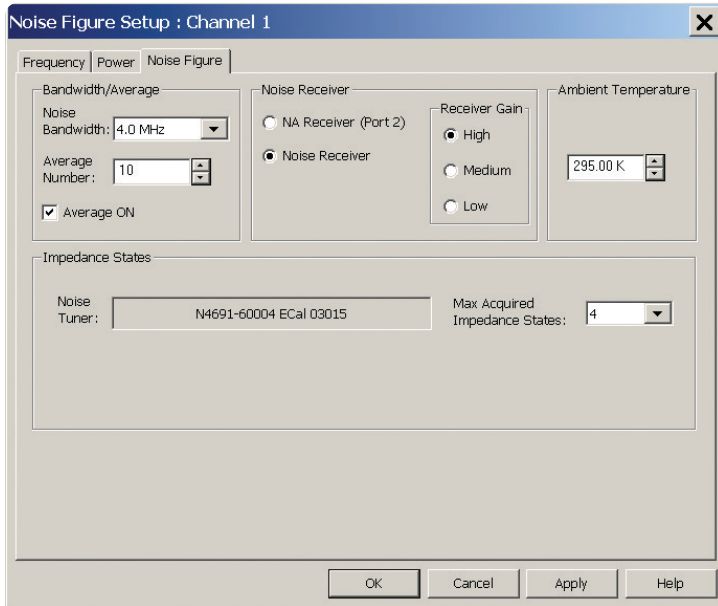 Noise Figure Setup : Channel 1
Frequency
Power
Noise Figure
Bandwidth/Average
Noise
Bandwidth:
4.0 MHz
Average
Number:
10
Average ON
Noise Receiver
NA Receiver (Port 2)
Noise Receiver
Receiver Gain
High
Medium
Low
Ambient Temperature
295.00 K
Impedance States
Noise
Tuner:
N4691-60004 ECal 03015
Max Acquired
Impedance States:
4
OK
Cancel
Apply
Help